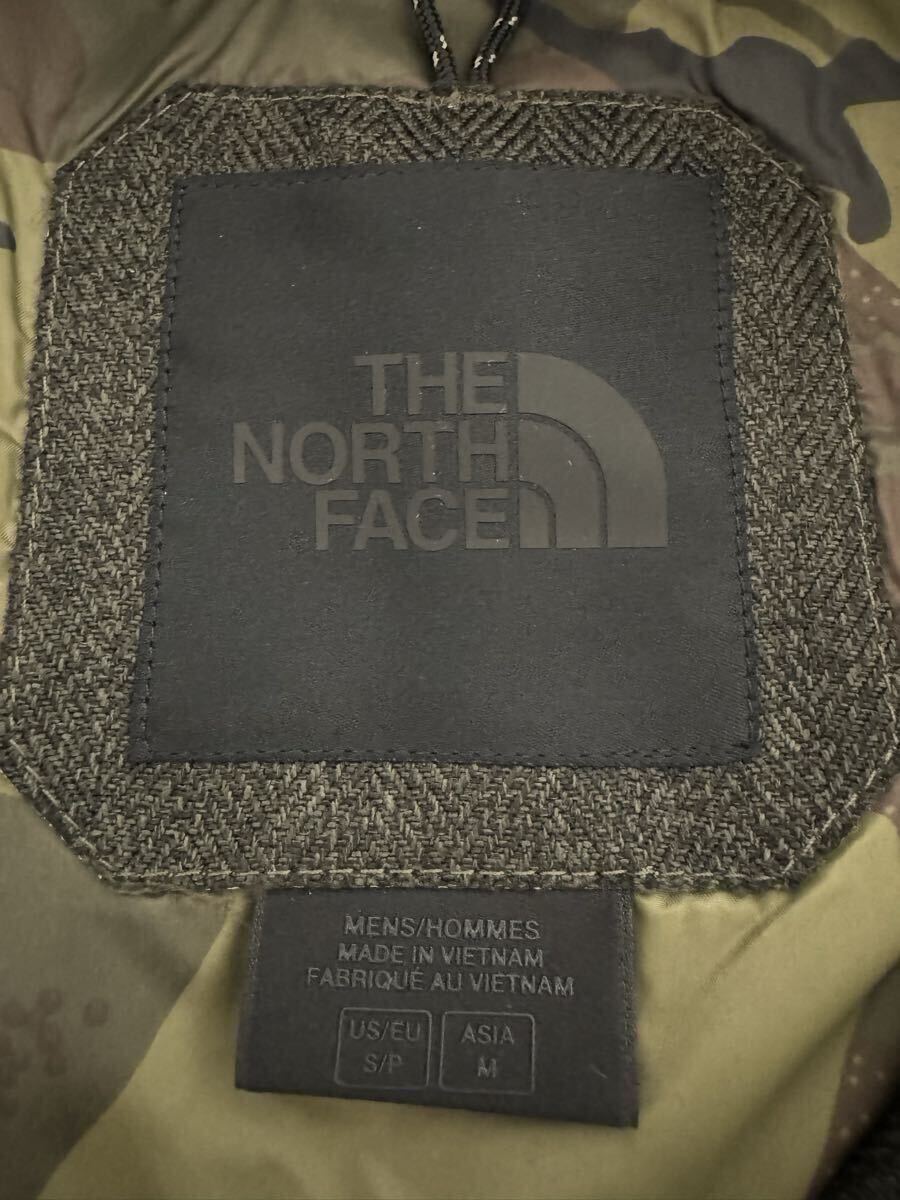 THE
NORTH
FACE
MENS/HOMMES
MADE IN VIETNAM
FABRIQUÉ AU VIETNAM
US/EU ASIA
S/P M